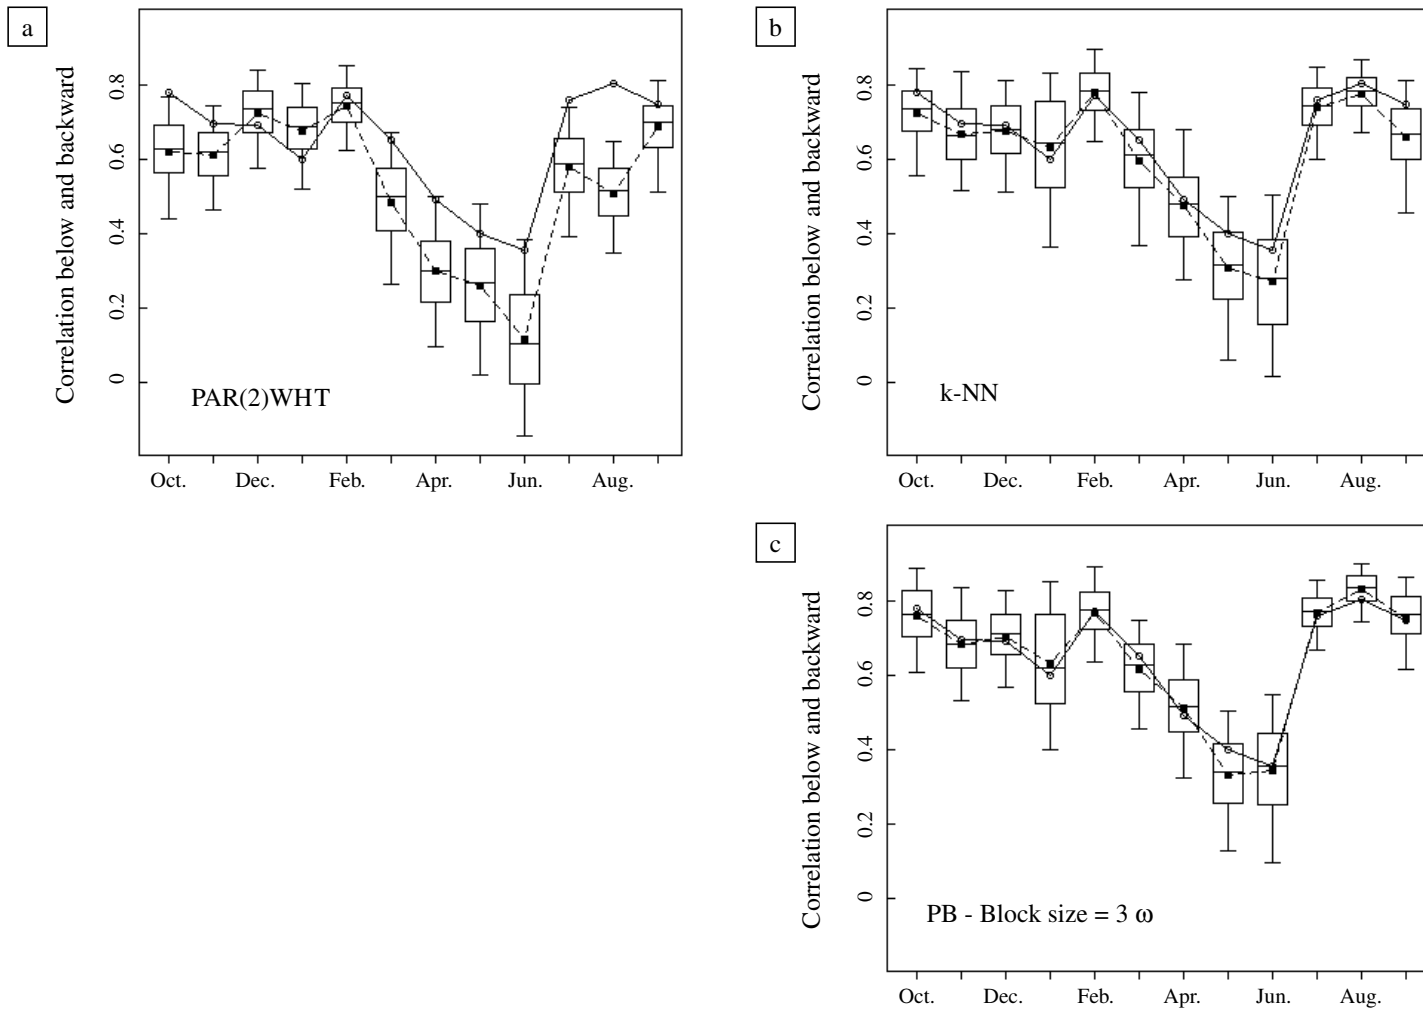 a
Correlation below and backward
0.8
0.6
0.4
0.2
0
PAR(2)WHT
Oct. Dec. Feb. Apr. Jun. Aug.
b
Correlation below and backward
0.8
0.6
0.4
0.2
0
k-NN
Oct. Dec. Feb. Apr. Jun. Aug.
c
Correlation below and backward
0.8
0.6
0.4
0.2
0
PB - Block size = 3 ω
Oct. Dec. Feb. Apr. Jun. Aug.